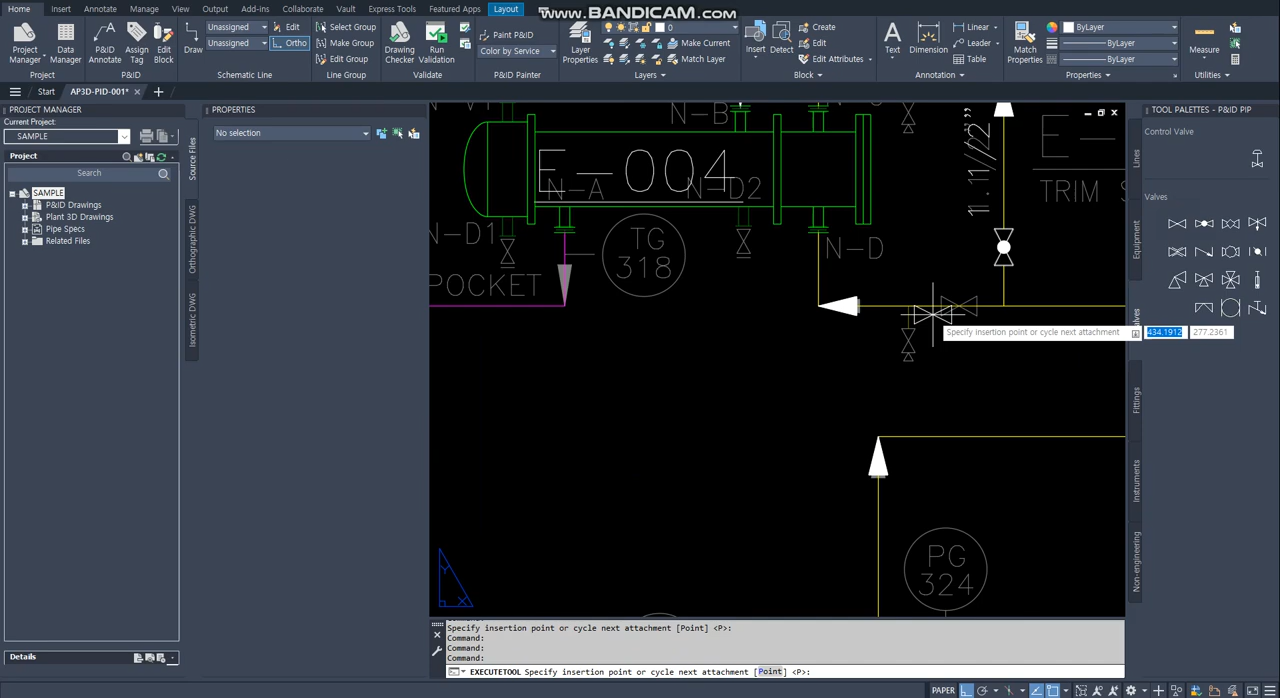 Home Insert Annotate Manage View Output Add-ins Collaborate Vault Express Tools Featured Apps Layout
www.BANDICAM.com
Project Manager
Data Manager
Project
P&ID Annotate
Assign Tag
Edit Block
P&ID
Draw
Unassigned
Unassigned
Edit
Ortho
Schematic Line
Select Group
Make Group
Edit Group
Line Group
Drawing Checker
Run Validation
Validate
Paint P&ID
Color by Service
P&ID Painter
Layer Properties
0
Make Current
Match Layer
Layers
Insert
Detect
Create
Edit
Edit Attributes
Block
Text
Dimension
Linear
Leader
Table
Annotation
Match Properties
ByLayer
ByLayer
ByLayer
Properties
Measure
Utilities
Start
AP3D-PID-001*
PROJECT MANAGER
Current Project:
SAMPLE
Project
Search
SAMPLE
P&ID Drawings
Plant 3D Drawings
Pipe Specs
Related Files
Details
Source Files
Orthographic DWG
Isometric DWG
PROPERTIES
No selection
N-B
E-004
N-A
N-D2
N-D1
TG
318
N-D
POCKET
11.11/22"
E-
TRIM S
PG
324
Y
X
Specify insertion point or cycle next attachment
434.1912
277.2361
TOOL PALETTES - P&ID PIP
Control Valve
Valves
Lines
Equipment
Fittings
Instruments
Non-engineering
Specify insertion point or cycle next attachment [Point] <P>:
Command:
Command:
Command:
EXECUTETOOL Specify insertion point or cycle next attachment [Point] <P>:
PAPER